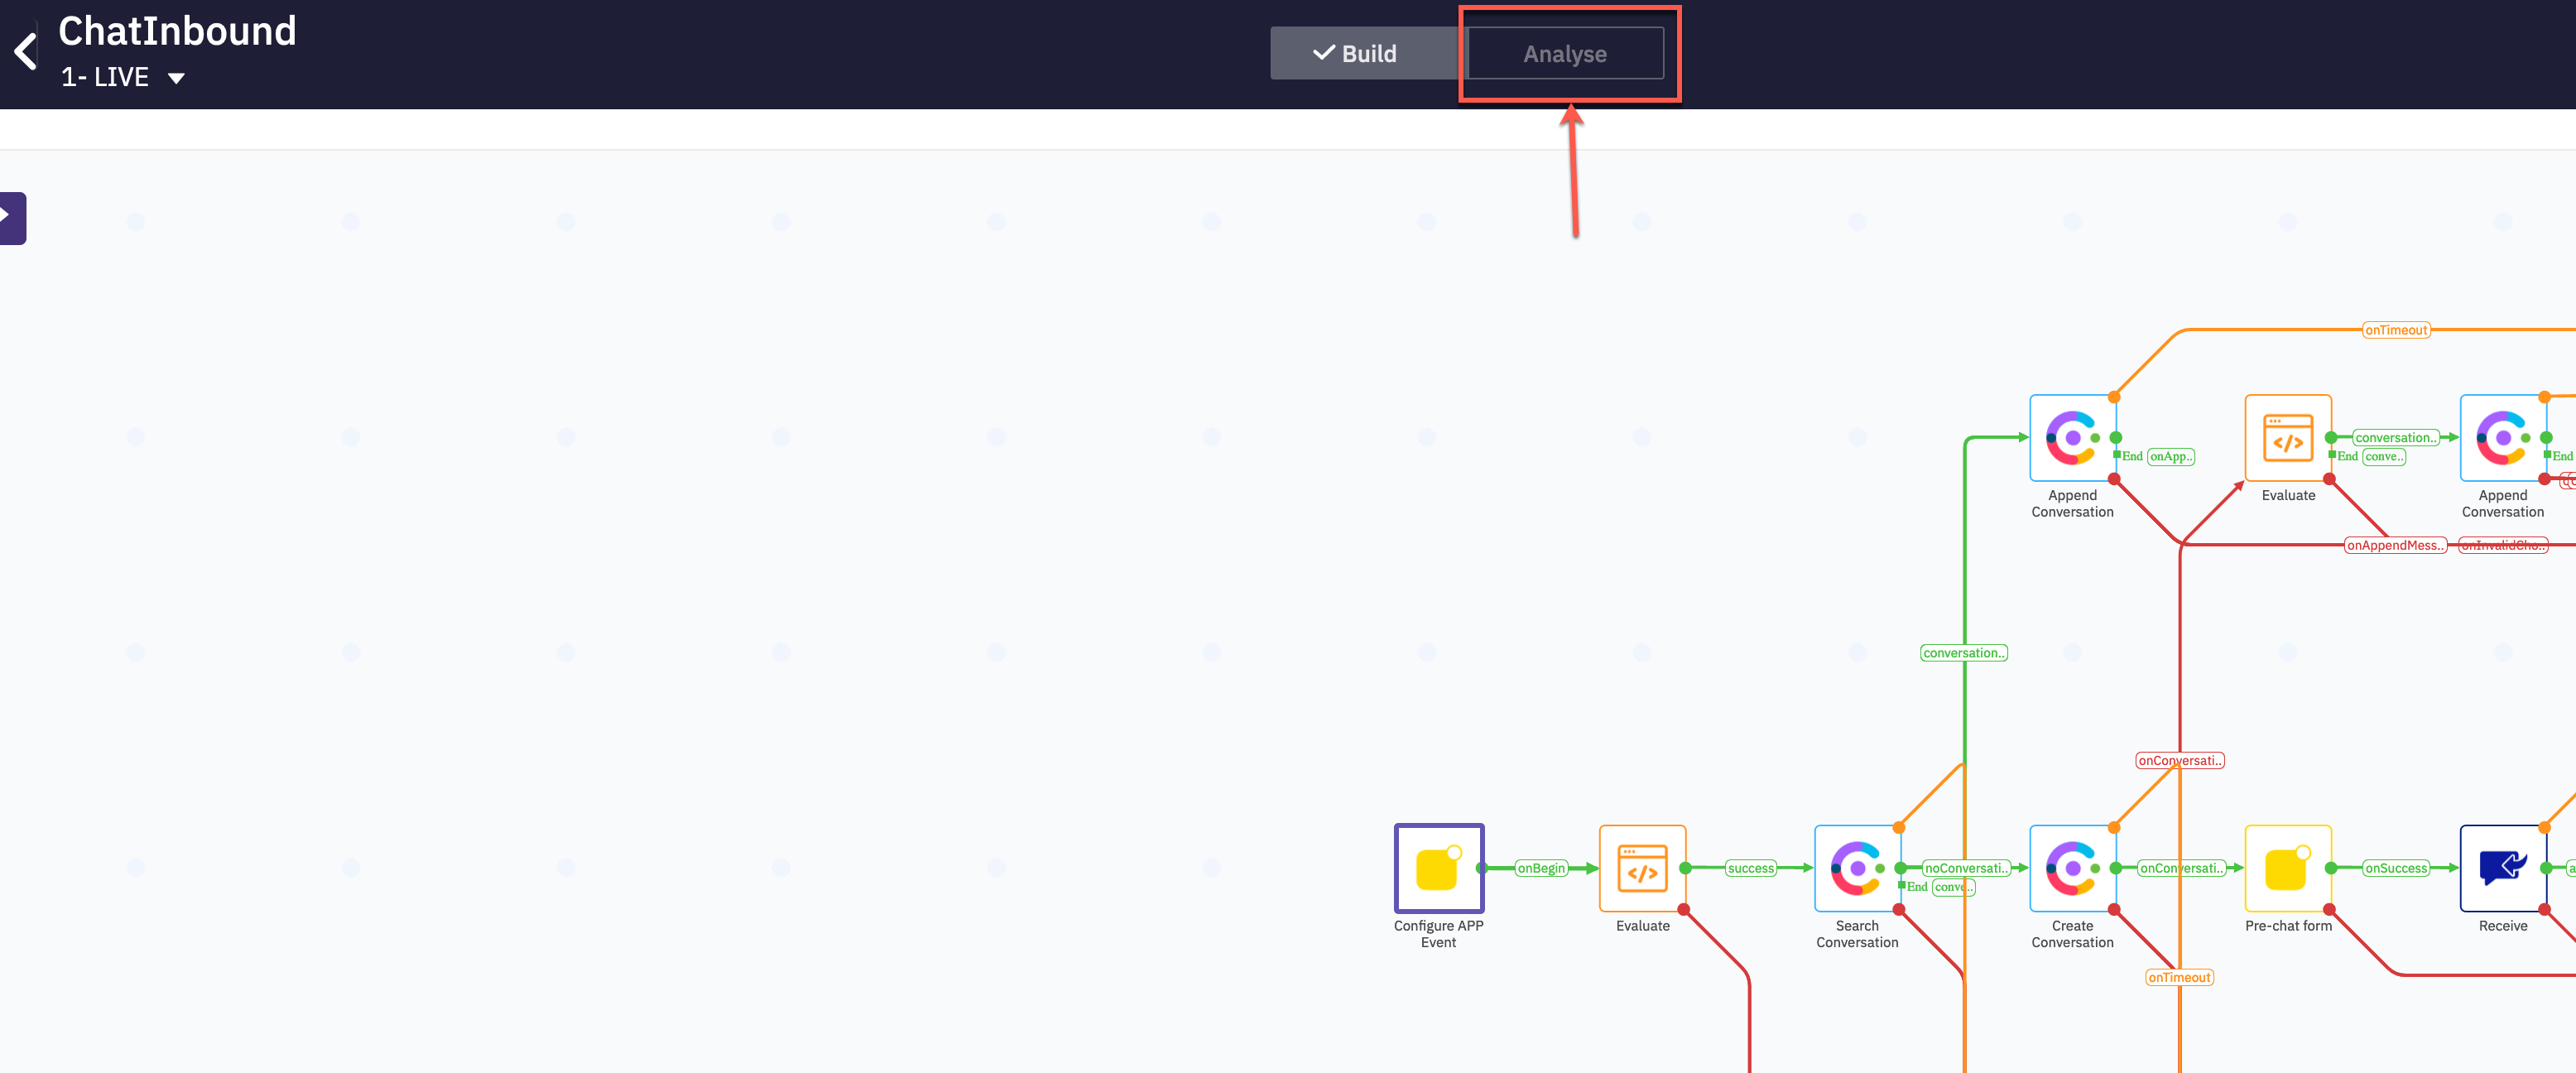 ChatInbound
1- LIVE
Build
Analyse
onTimeout
conversation..
End onApp..
End conve..
End
Append
Conversation
Evaluate
Append
Conversation
onAppendMess..
onInvalidCho..
conversation..
onConversati..
onBegin
success
noConversati..
onConversati..
onSuccess
End conve..
Configure APP
Event
Evaluate
Search
Conversation
Create
Conversation
Pre-chat form
Receive
onTimeout